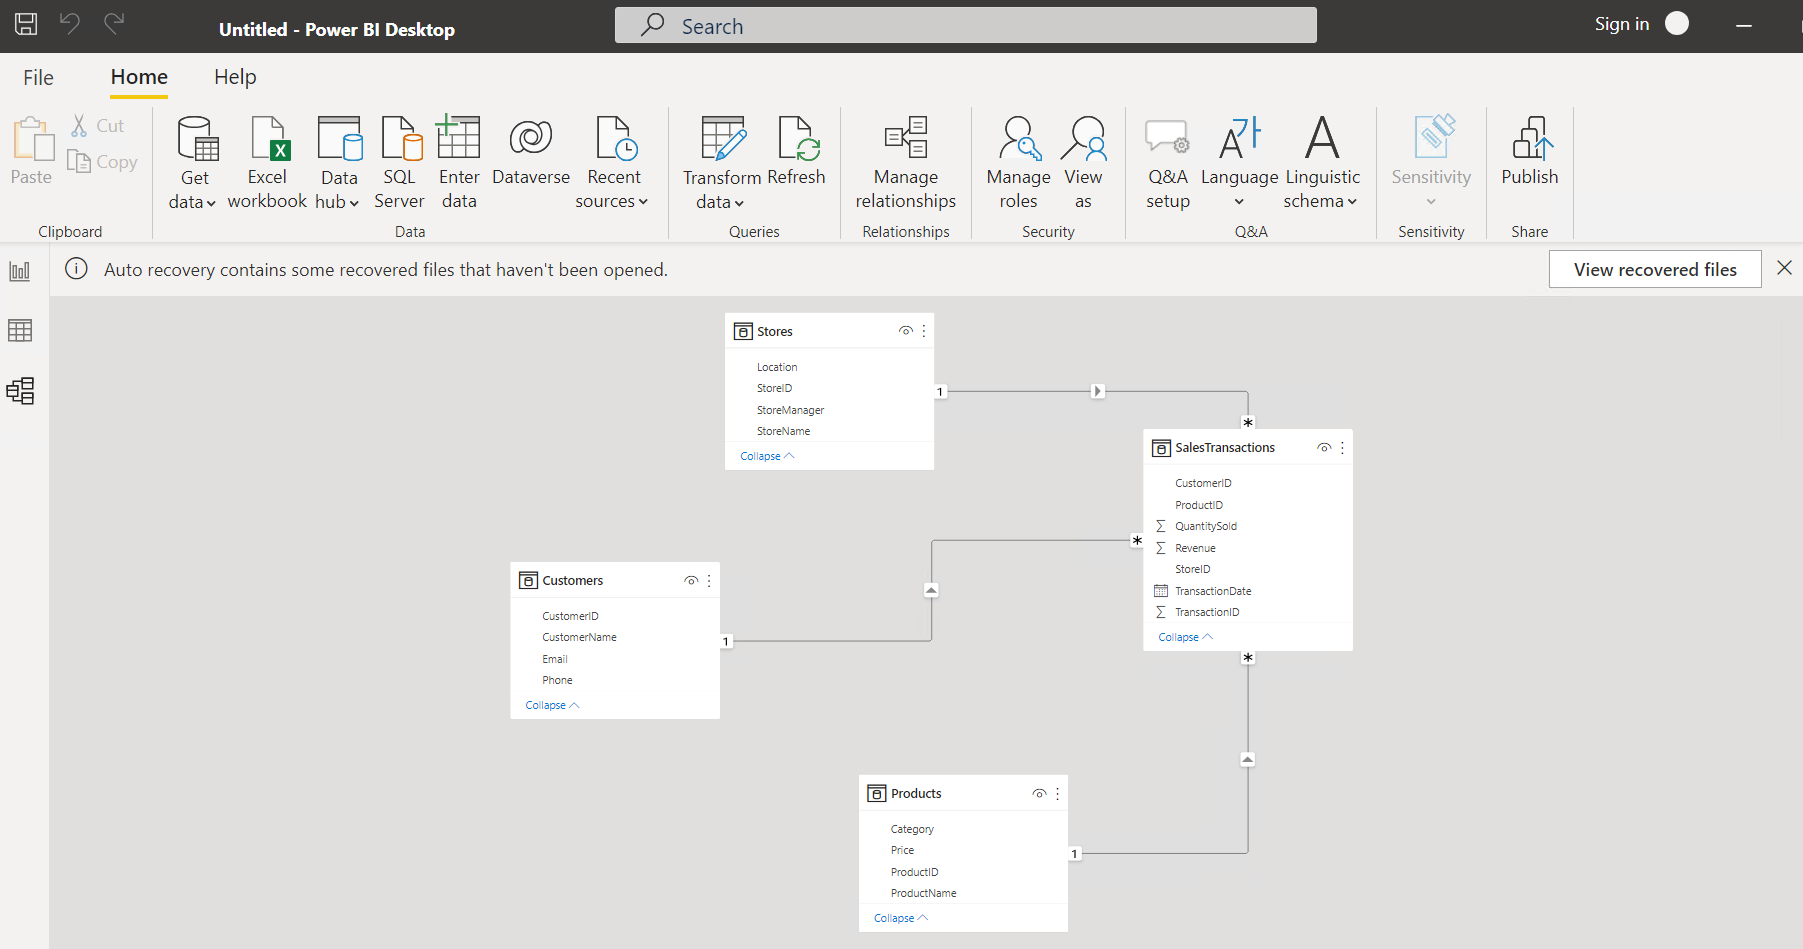 Untitled - Power BI Desktop
Search
Sign in
File Home Help
Paste
Cut
Copy
Get data
Excel workbook
Data hub
SQL Server
Enter data
Dataverse
Recent sources
Transform data
Refresh
Manage relationships
Manage roles
View as
Q&A setup
Language
Linguistic schema
Sensitivity
Publish
Clipboard
Data
Queries
Relationships
Security
Q&A
Sensitivity
Share
Auto recovery contains some recovered files that haven't been opened.
View recovered files
Stores
Location
StoreID
StoreManager
StoreName
Collapse
1
*
SalesTransactions
CustomerID
ProductID
QuantitySold
Revenue
StoreID
TransactionDate
TransactionID
Collapse
*
Customers
CustomerID
CustomerName
Email
Phone
Collapse
1
*
Products
Category
Price
ProductID
ProductName
Collapse
1